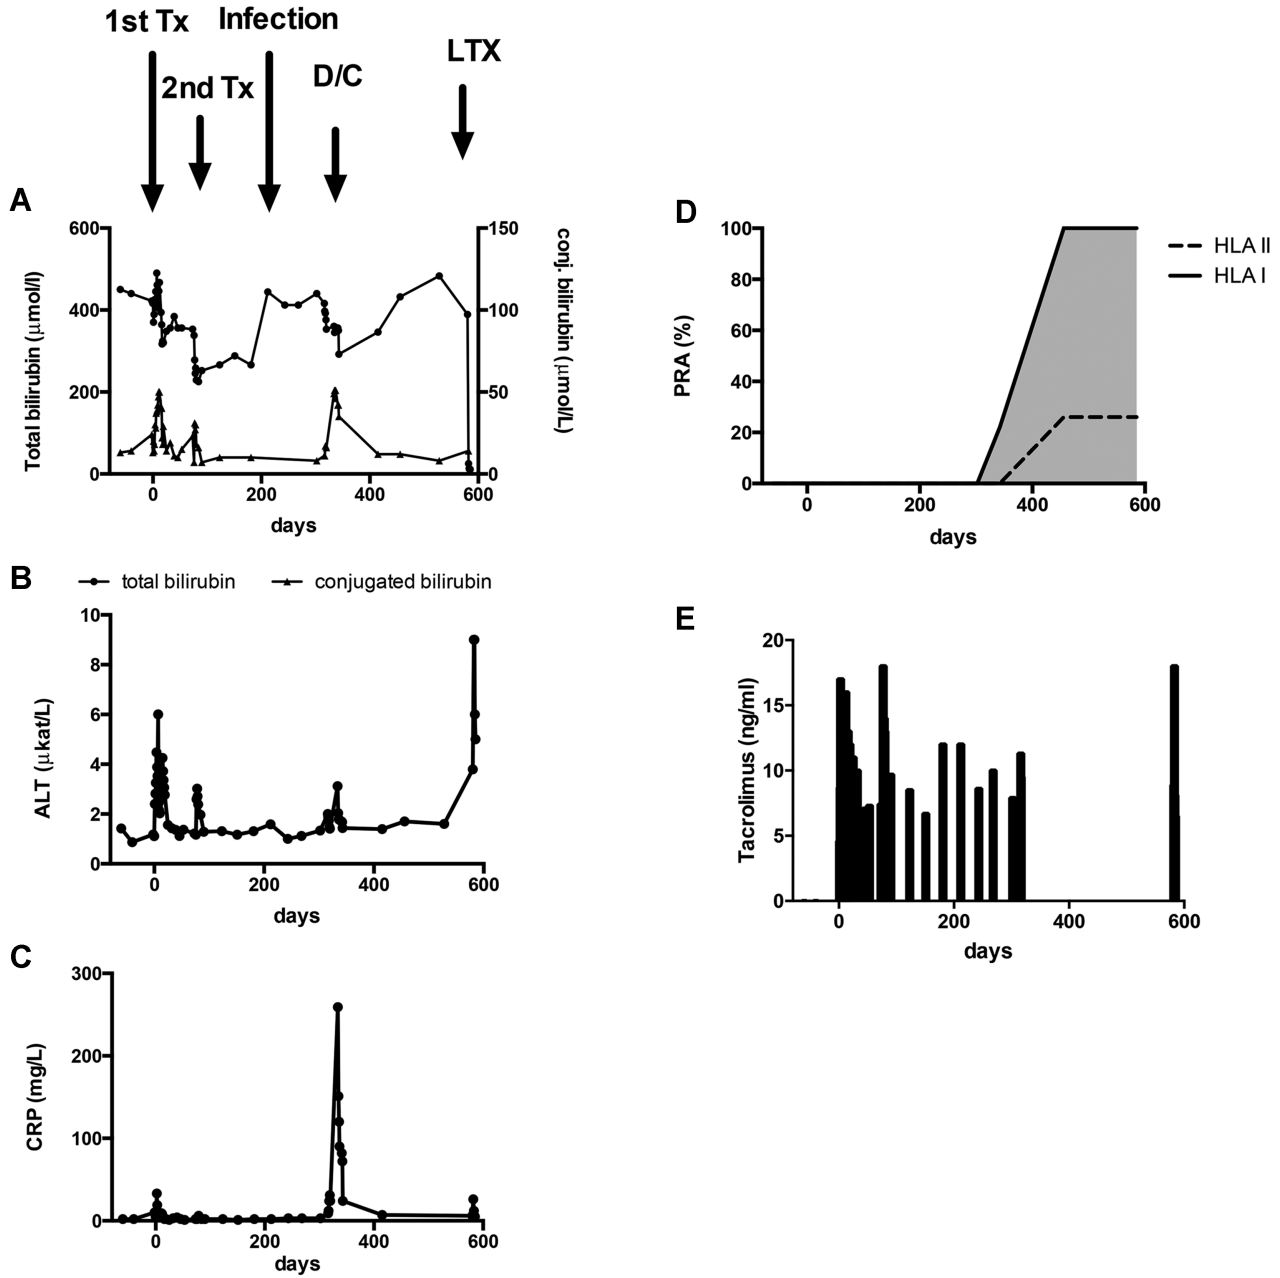 1st Tx
Infection
2nd Tx
D/C
LTX
A
600
400
200
0
Total bilirubin (μmol/l)
150
100
50
0
conj. bilirubin (μmol/L)
0 200 400 600
days
total bilirubin
conjugated bilirubin
B
10
8
6
4
2
0
ALT (μkat/L)
0 200 400 600
days
C
300
200
100
0
CRP (mg/L)
0 200 400 600
days
D
100
80
60
40
20
0
PRA (%)
0 200 400 600
days
HLA II
HLA I
E
20
15
10
5
0
Tacrolimus (ng/ml)
0 200 400 600
days